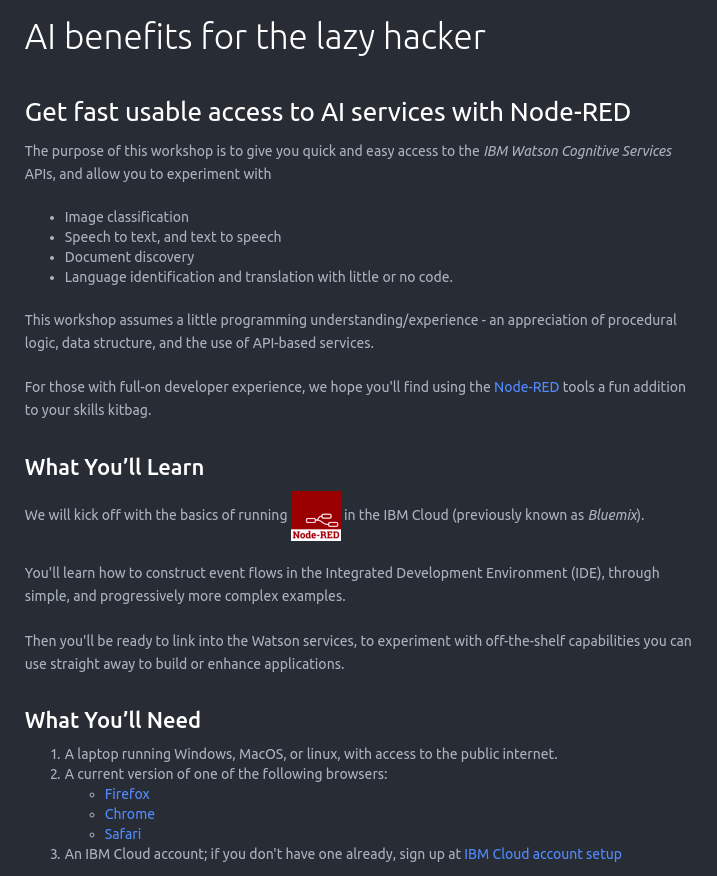 AI benefits for the lazy hacker
Get fast usable access to AI services with Node-RED
The purpose of this workshop is to give you quick and easy access to the IBM Watson Cognitive Services
APIs, and allow you to experiment with
• Image classification
• Speech to text, and text to speech
• Document discovery
• Language identification and translation with little or no code.
This workshop assumes a little programming understanding/experience - an appreciation of procedural
logic, data structure, and the use of API-based services.
For those with full-on developer experience, we hope you'll find using the Node-RED tools a fun addition
to your skills kitbag.
What You’ll Learn
We will kick off with the basics of running Node-RED in the IBM Cloud (previously known as Bluemix).
You'll learn how to construct event flows in the Integrated Development Environment (IDE), through
simple, and progressively more complex examples.
Then you'll be ready to link into the Watson services, to experiment with off-the-shelf capabilities you can
use straight away to build or enhance applications.
What You’ll Need
1. A laptop running Windows, MacOS, or linux, with access to the public internet.
2. A current version of one of the following browsers:
◦ Firefox
◦ Chrome
◦ Safari
3. An IBM Cloud account; if you don't have one already, sign up at IBM Cloud account setup